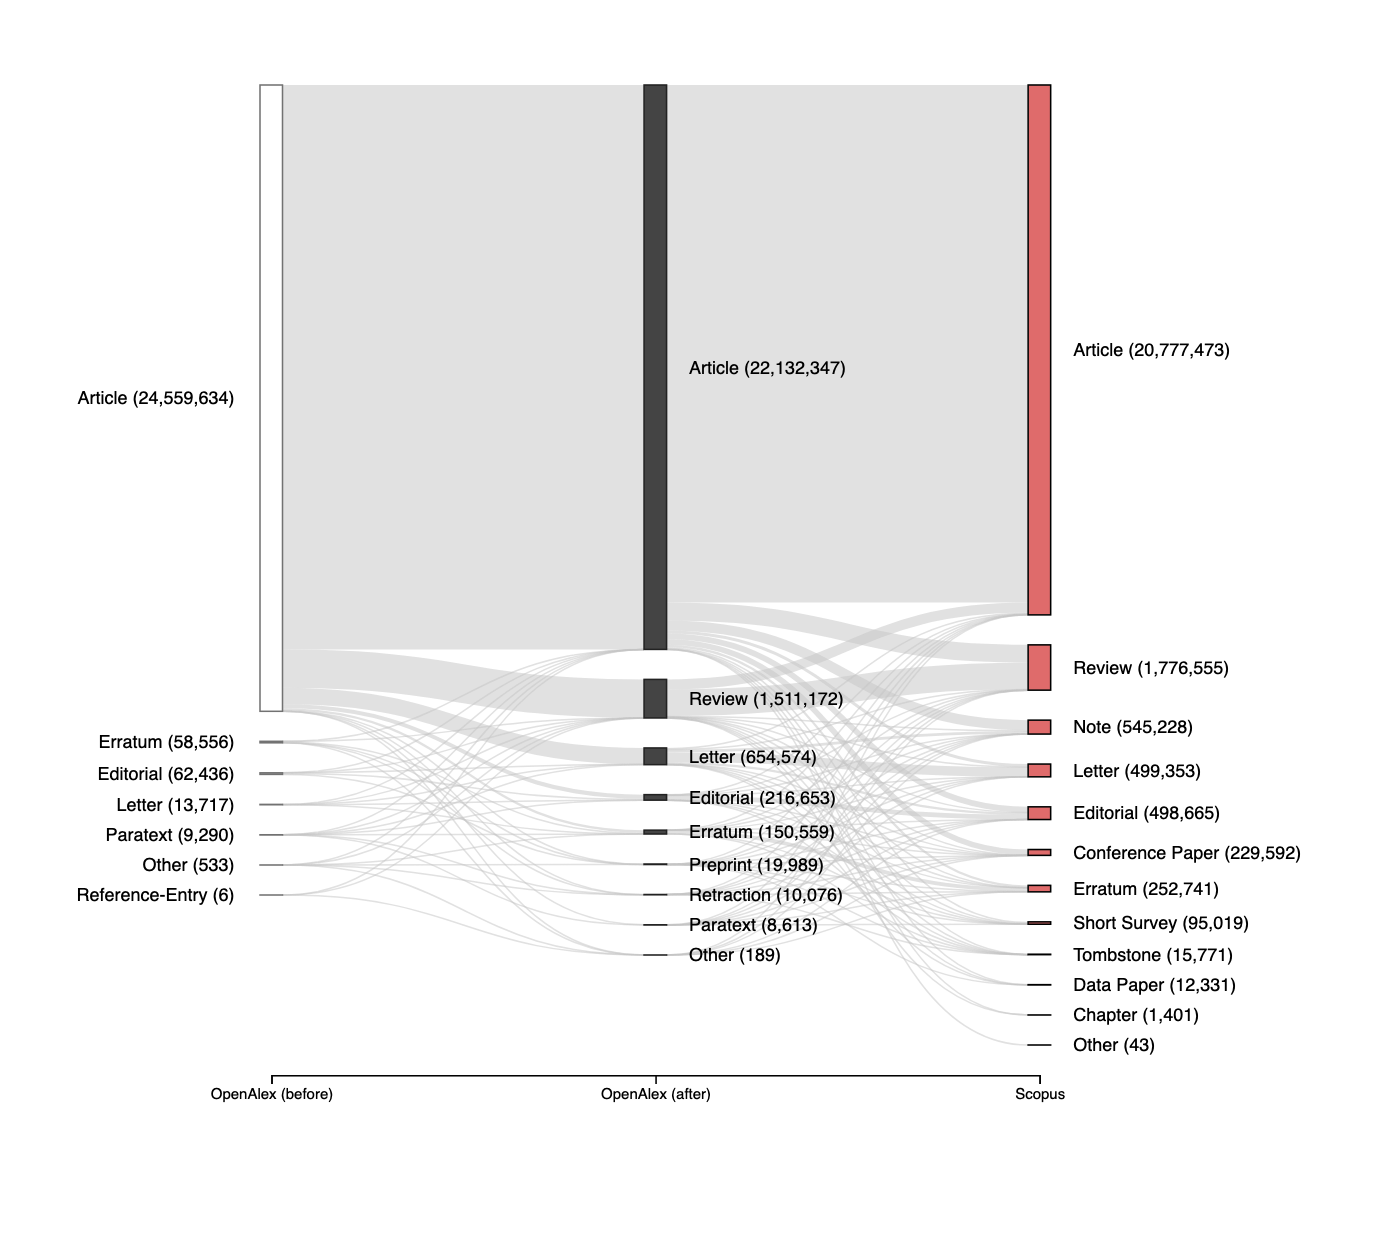 Article (24,559,634)
Erratum (58,556)
Editorial (62,436)
Letter (13,717)
Paratext (9,290)
Other (533)
Reference-Entry (6)
Article (22,132,347)
Review (1,511,172)
Letter (654,574)
Editorial (216,653)
Erratum (150,559)
Preprint (19,989)
Retraction (10,076)
Paratext (8,613)
Other (189)
Article (20,777,473)
Review (1,776,555)
Note (545,228)
Letter (499,353)
Editorial (498,665)
Conference Paper (229,592)
Erratum (252,741)
Short Survey (95,019)
Tombstone (15,771)
Data Paper (12,331)
Chapter (1,401)
Other (43)
OpenAlex (before)
OpenAlex (after)
Scopus